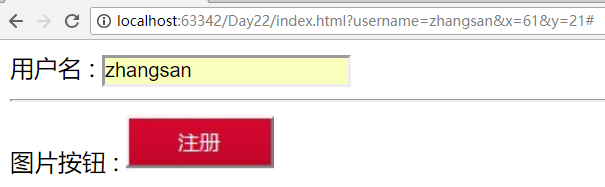 localhost:63342/Day22/index.html?username=zhangsan&x=61&y=21#
用户名 : zhangsan
图片按钮 : 注册